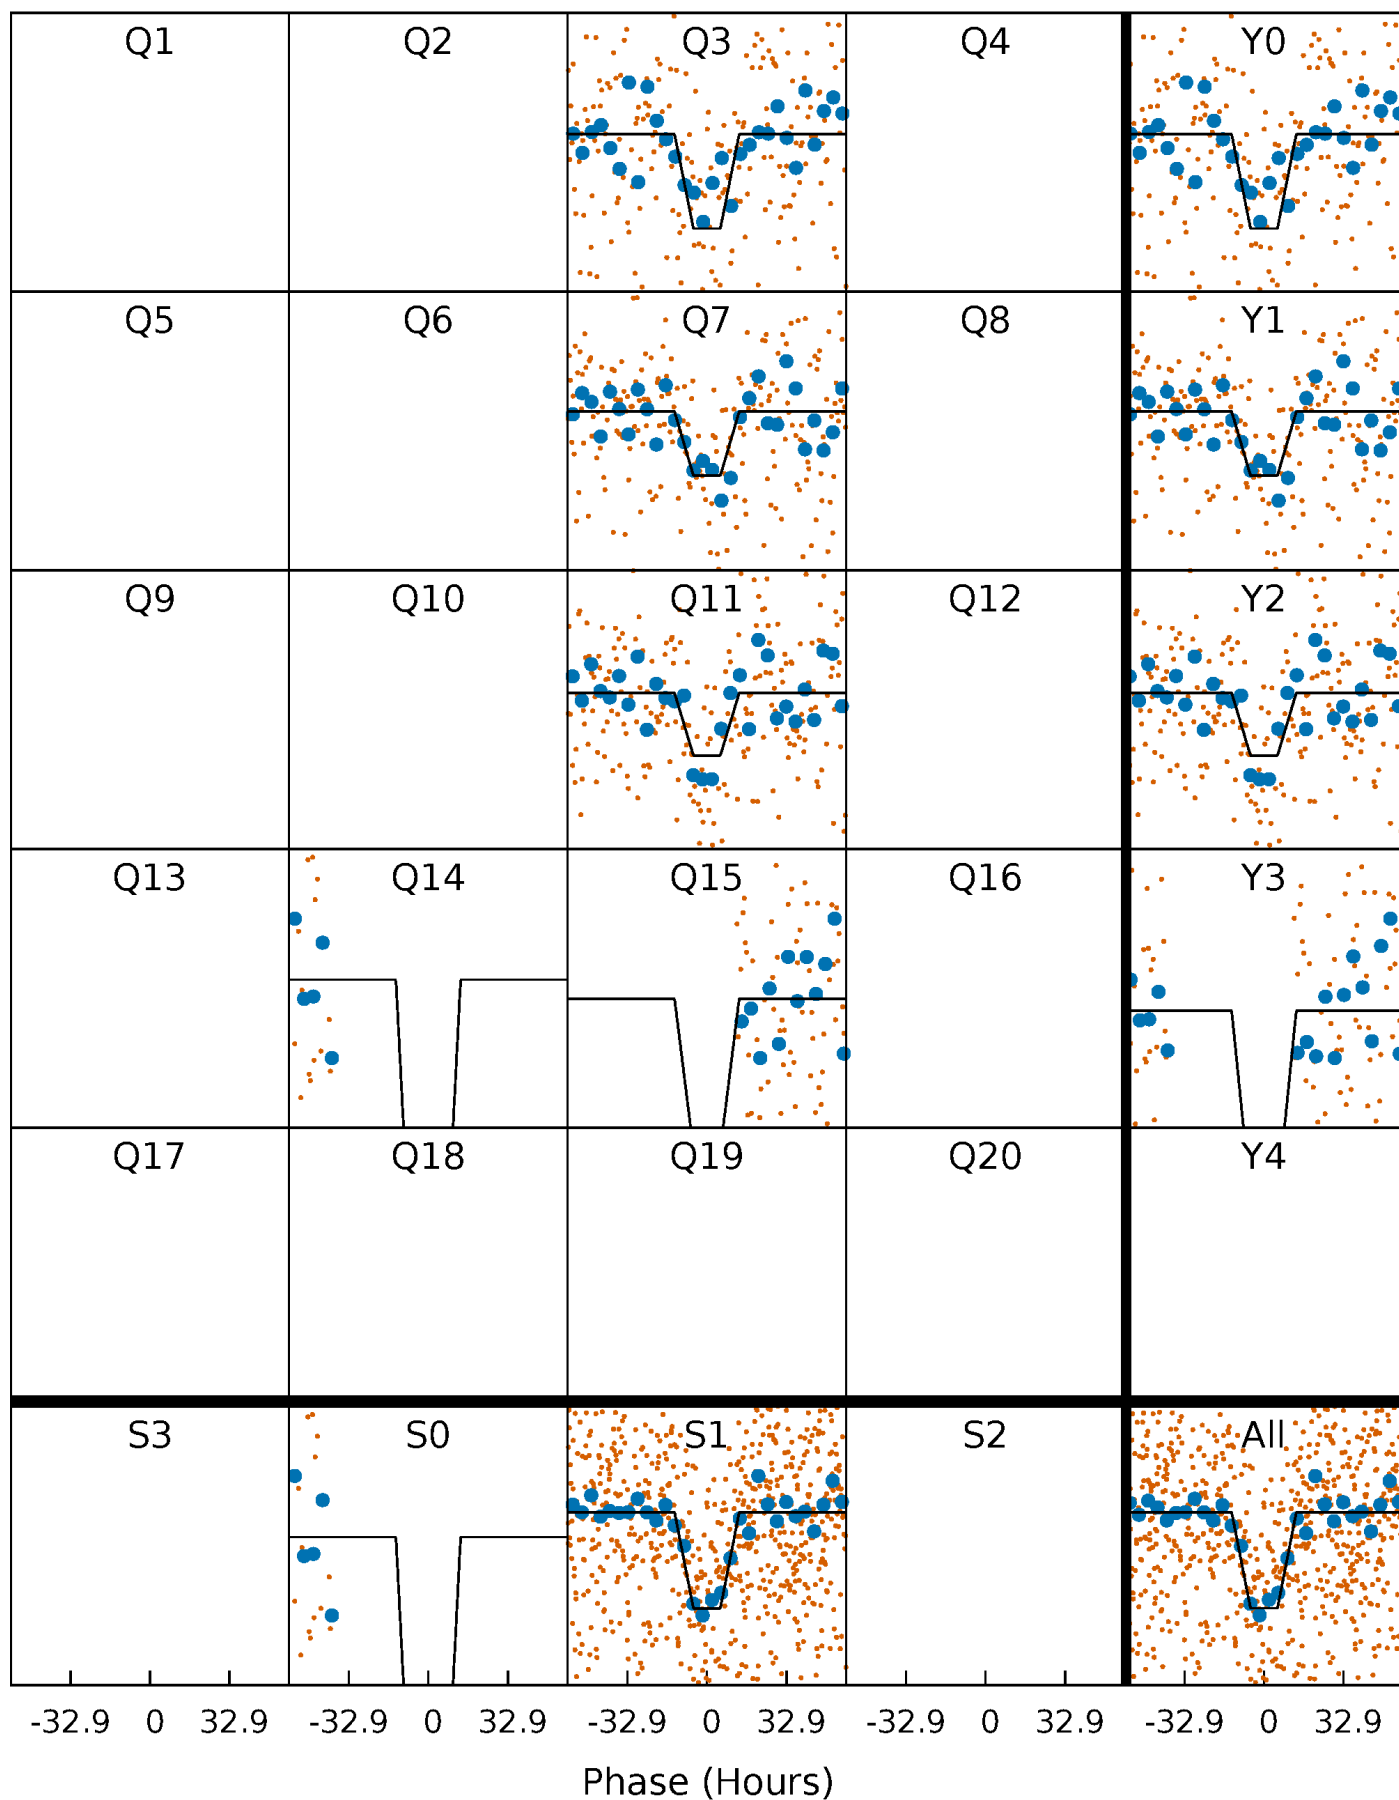 Q1 Q2 Q3 Q4 Y0
Q5 Q6 Q7 Q8 Y1
Q9 Q10 Q11 Q12 Y2
Q13 Q14 Q15 Q16 Y3
Q17 Q18 Q19 Q20 Y4
S3 S0 S1 S2 All
-32.9 0 32.9 -32.9 0 32.9 -32.9 0 32.9 -32.9 0 32.9 -32.9 0 32.9
Phase (Hours)